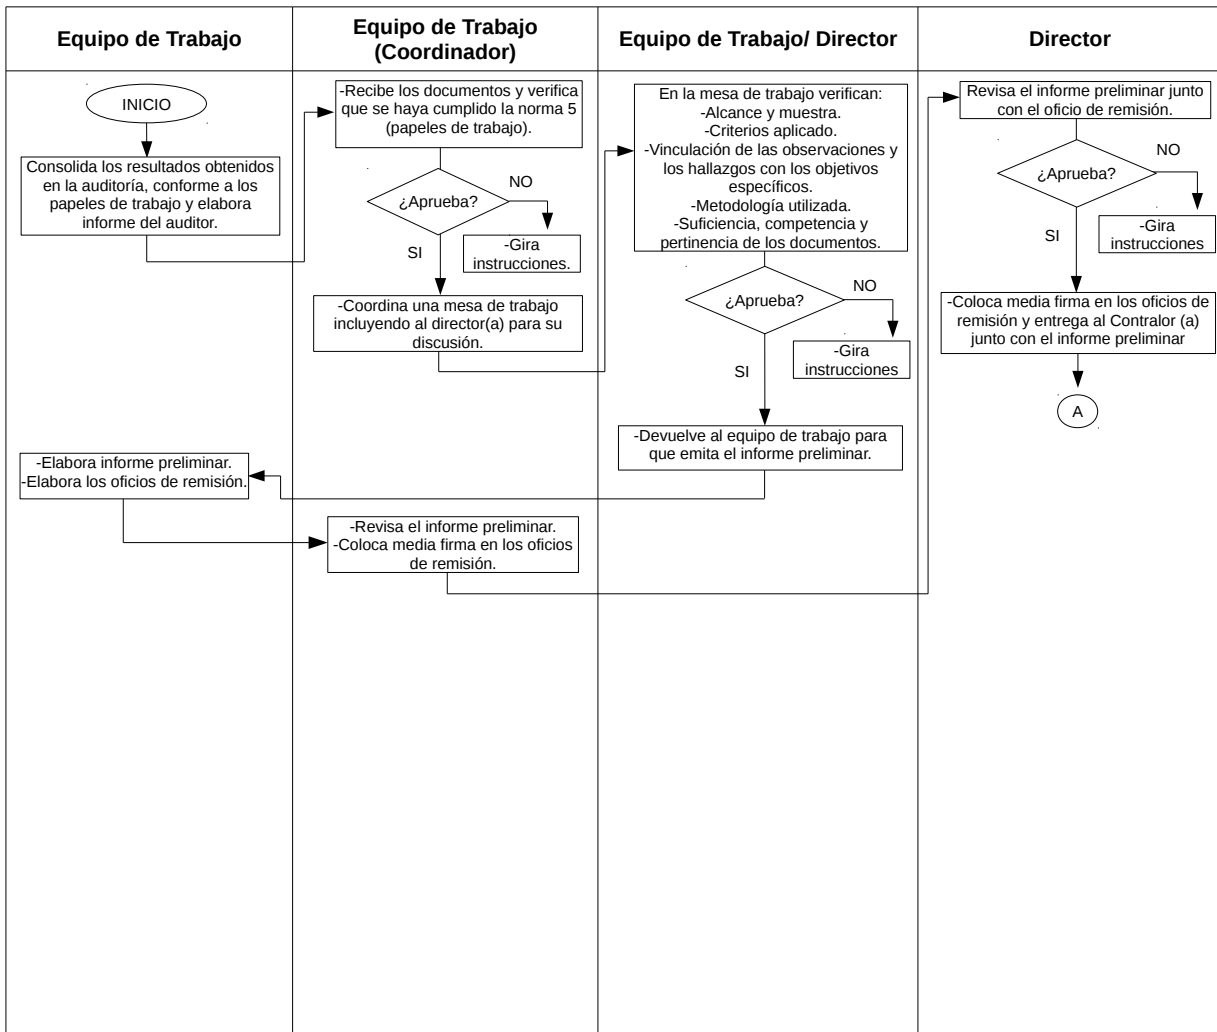 Equipo de Trabajo
Equipo de Trabajo
(Coordinador)
Equipo de Trabajo/ Director
Director
INICIO
Consolida los resultados obtenidos
en la auditoría, conforme a los
papeles de trabajo y elabora
informe del auditor.
-Recibe los documentos y verifica
que se haya cumplido la norma 5
(papeles de trabajo).
¿Aprueba?
NO
SI
-Gira
instrucciones.
-Coordina una mesa de trabajo
incluyendo al director(a) para su
discusión.
En la mesa de trabajo verifican:
-Alcance y muestra.
-Criterios aplicado.
-Vinculación de las observaciones y
los hallazgos con los objetivos
específicos.
-Metodología utilizada.
-Suficiencia, competencia y
pertinencia de los documentos.
¿Aprueba?
NO
SI
-Gira
instrucciones
-Devuelve al equipo de trabajo para
que emita el informe preliminar.
-Elabora informe preliminar.
-Elabora los oficios de remisión.
-Revisa el informe preliminar.
-Coloca media firma en los oficios
de remisión.
Revisa el informe preliminar junto
con el oficio de remisión.
¿Aprueba?
NO
SI
-Gira
instrucciones
-Coloca media firma en los oficios de
remisión y entrega al Contralor (a)
junto con el informe preliminar
A